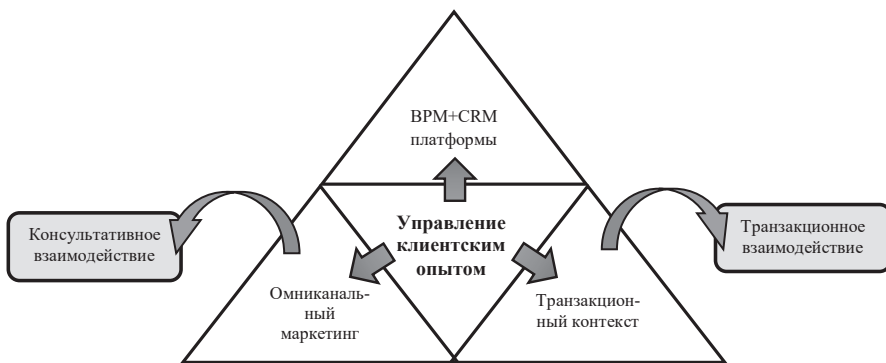 BPM+CRM
платформы
Управление
клиентским
опытом
Консультативное
взаимодействие
Транзакционное
взаимодействие
Омниканаль-
ный
маркетинг
Транзакцион-
ный контекст